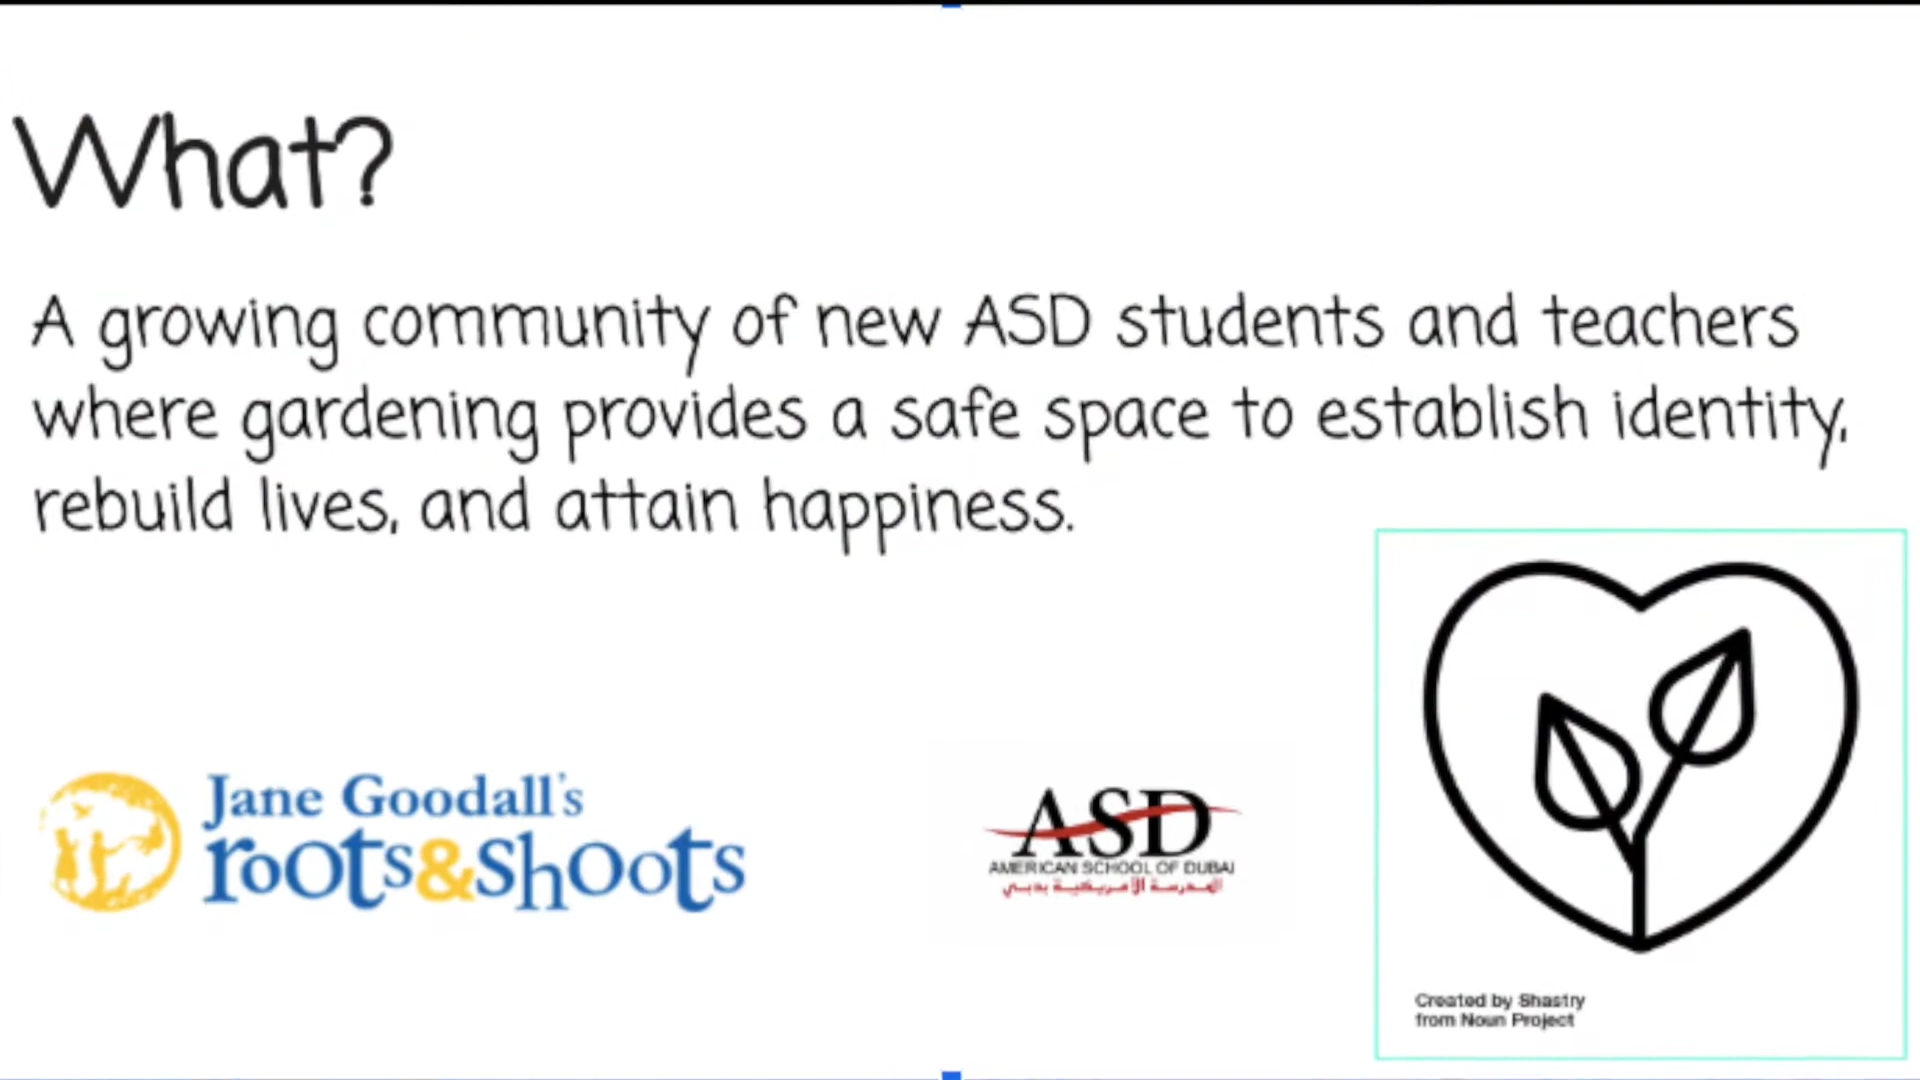 What?
A growing community of new ASD students and teachers
where gardening provides a safe space to establish identity,
rebuild lives, and attain happiness.
Jane Goodall's
roots&shoots
ASD
AMERICAN SCHOOL OF DUBAI
المدرسة الأمريكية بدبي
Created by Shastry
from Noun Project